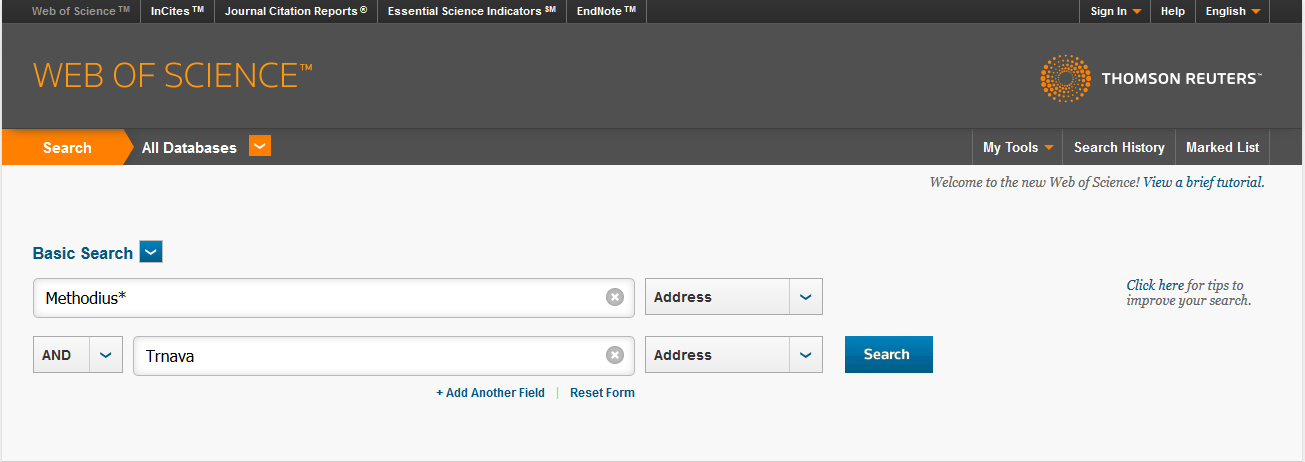 Web of Science™ InCites™ Journal Citation Reports® Essential Science Indicators℠ EndNote™ Sign In Help English
WEB OF SCIENCE™ THOMSON REUTERS™
Search All Databases My Tools Search History Marked List
Welcome to the new Web of Science! View a brief tutorial.
Basic Search
Methodius* Address
Click here for tips to
improve your search.
AND Trnava Address Search
+ Add Another Field | Reset Form